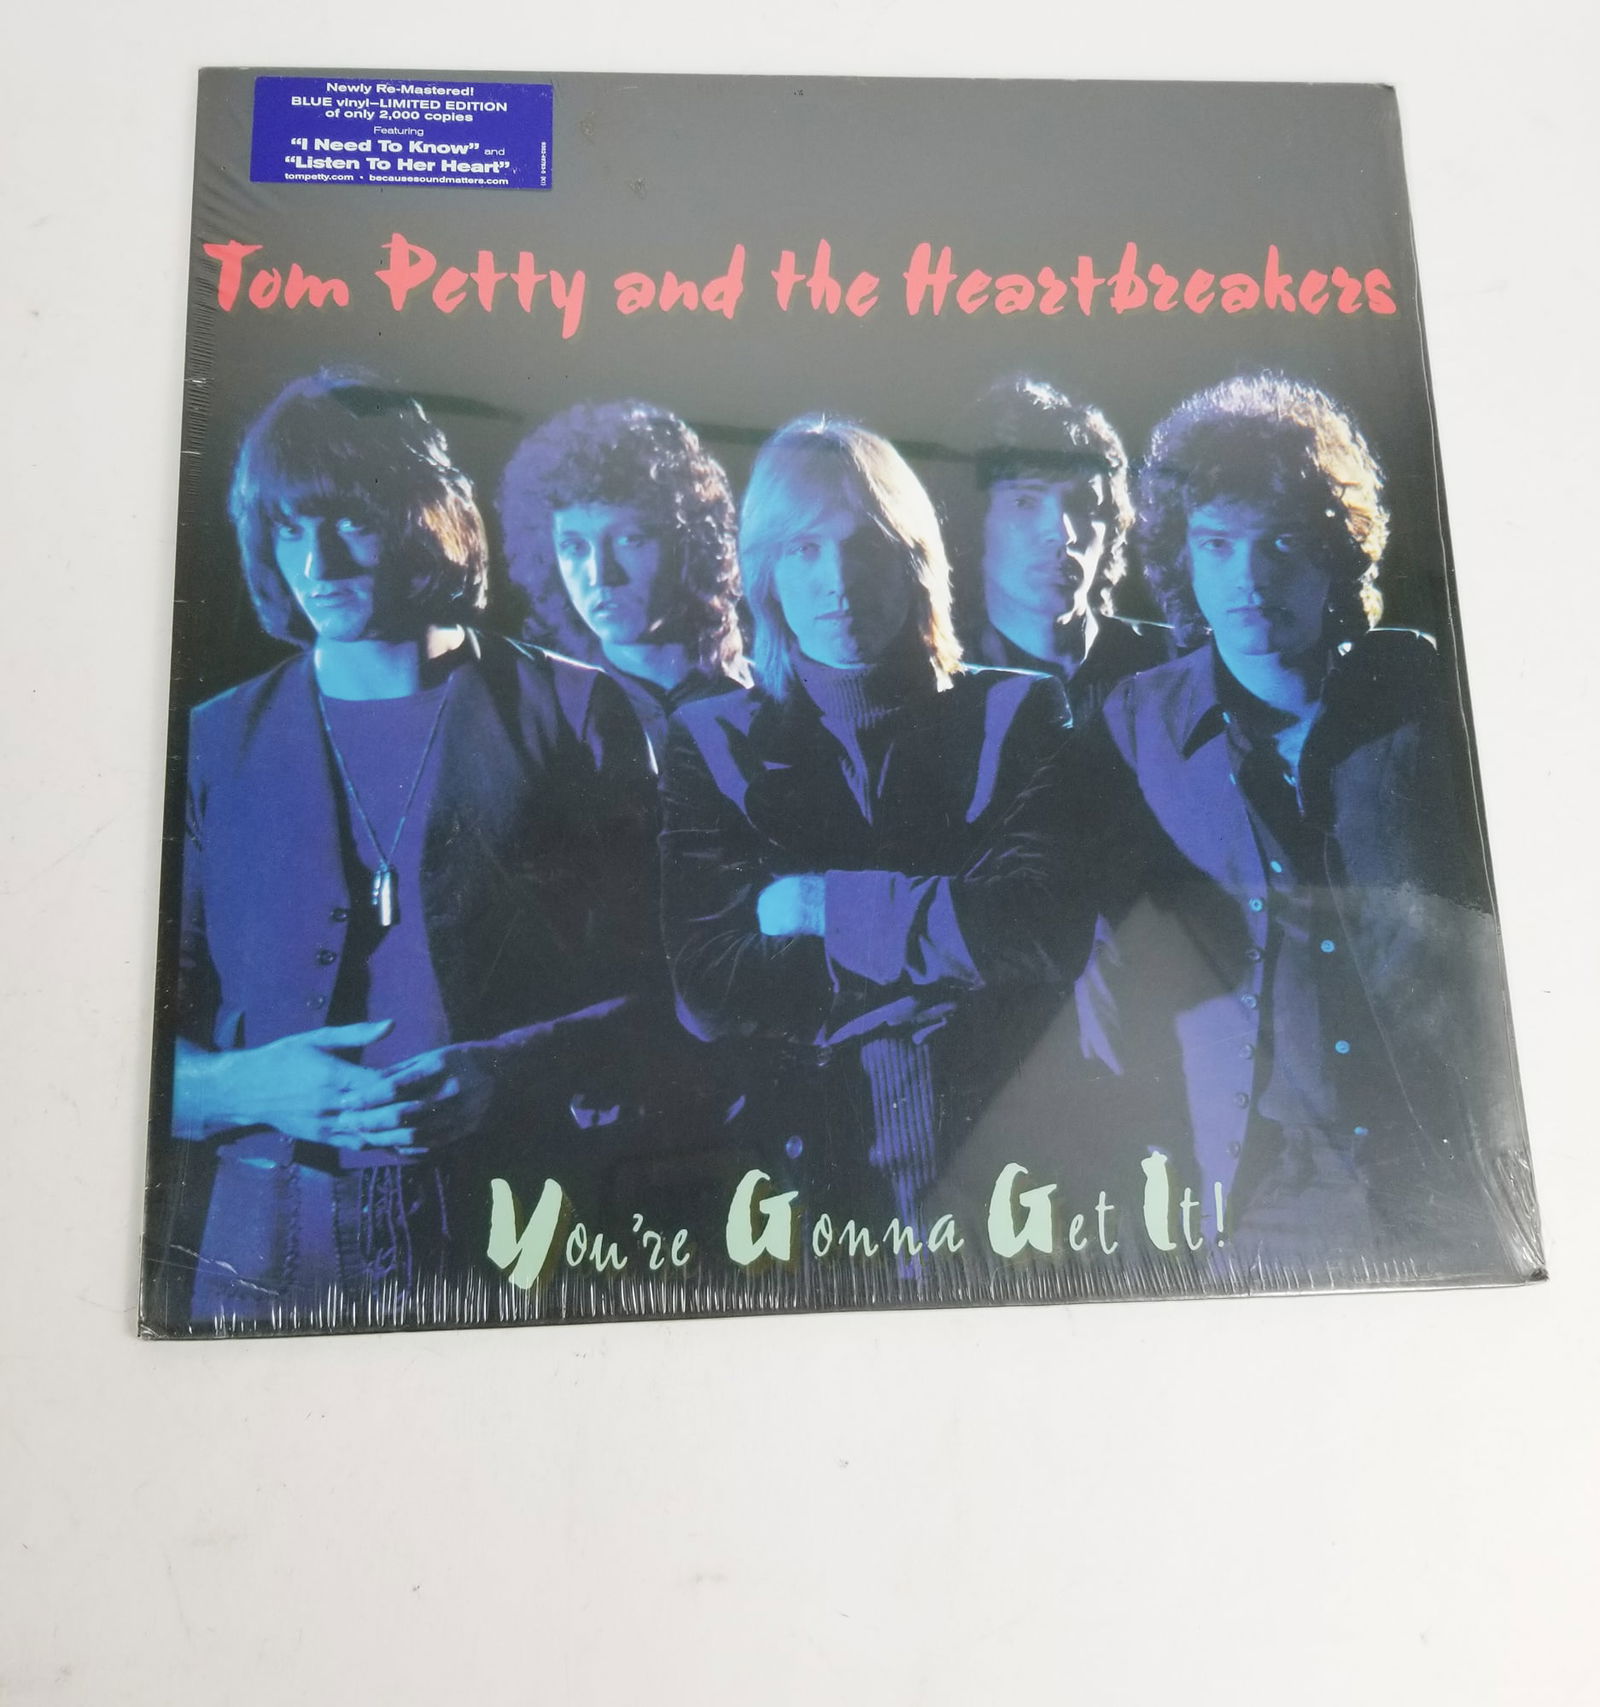 Newly Re-Mastered!
BLUE vinyl–LIMITED EDITION
of only 2,000 copies
Featuring
“I Need To Know” and
“Listen To Her Heart”
tompetty.com • becausesoundmatters.com
Tom Petty and the Heartbreakers
You're Gonna Get It!